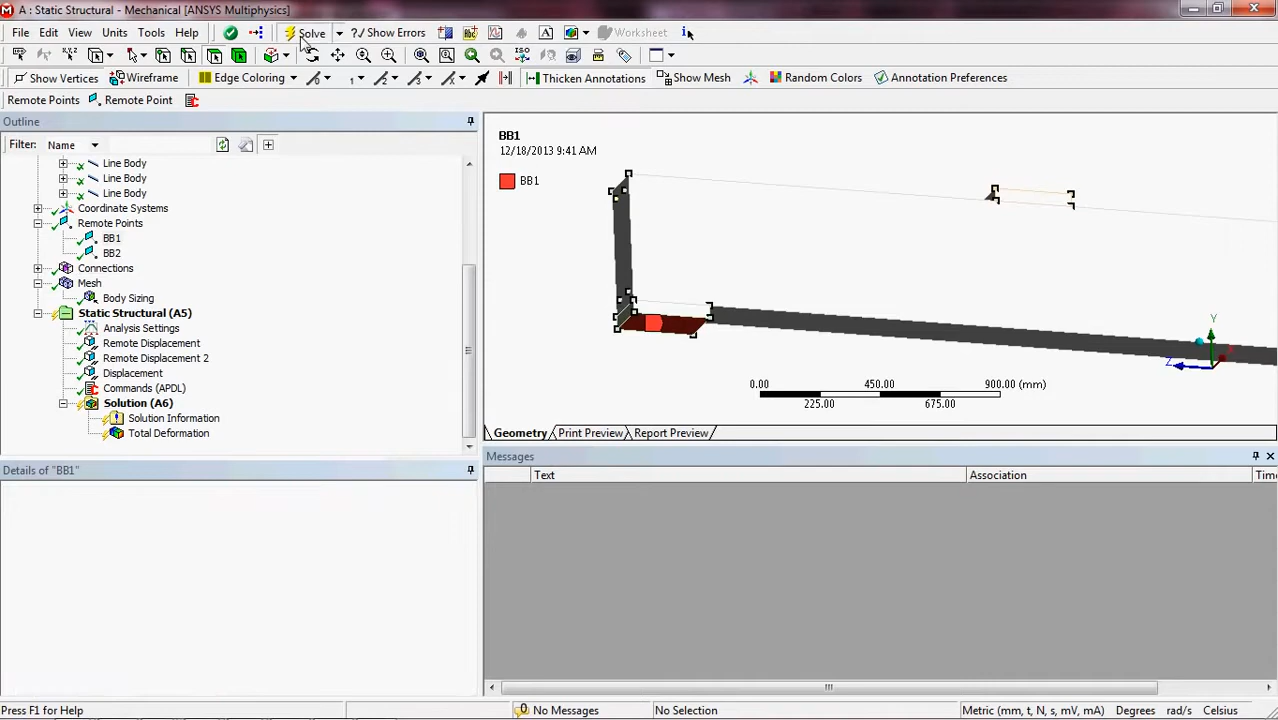 A : Static Structural - Mechanical [ANSYS Multiphysics]
File Edit View Units Tools Help Solve ?/ Show Errors A Worksheet i
ISO
Show Vertices Wireframe Edge Coloring Thick Annotations Show Mesh Random Colors Annotation Preferences
Remote Points Remote Point
Outline
Filter: Name
Line Body
Line Body
Line Body
Coordinate Systems
Remote Points
BB1
BB2
Connections
Mesh
Body Sizing
Static Structural (A5)
Analysis Settings
Remote Displacement
Remote Displacement 2
Displacement
Commands (APDL)
Solution (A6)
Solution Information
Total Deformation
Details of "BB1"
BB1
12/18/2013 9:41 AM
BB1
Y
Z
0.00 450.00 900.00 (mm)
225.00 675.00
Geometry Print Preview Report Preview
Messages
Text Association Time
Press F1 for Help No Messages No Selection Metric (mm, t, N, s, mV, mA) Degrees rad/s Celsius